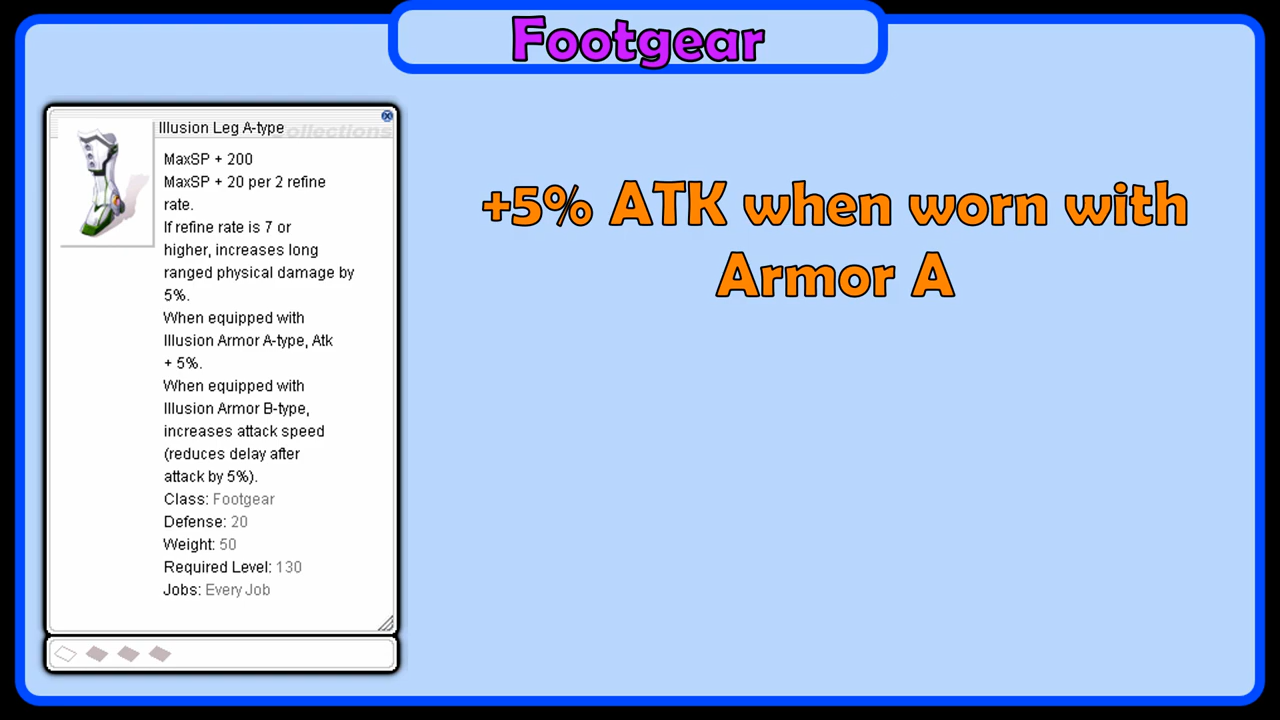 Footgear
Illusion Leg A-type
collections
MaxSP + 200
MaxSP + 20 per 2 refine
rate.
If refine rate is 7 or
higher, increases long
ranged physical damage by
5%.
When equipped with
Illusion Armor A-type, Atk
+ 5%.
When equipped with
Illusion Armor B-type,
increases attack speed
(reduces delay after
attack by 5%).
Class: Footgear
Defense: 20
Weight: 50
Required Level: 130
Jobs: Every Job
+5% ATK when worn with
Armor A